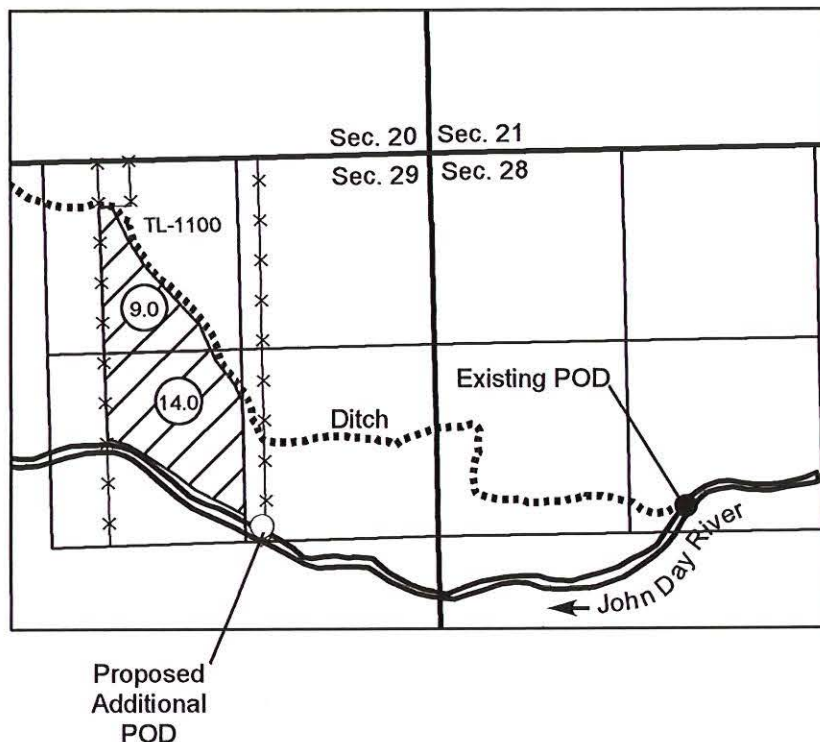 Sec. 20 Sec. 21
Sec. 29 Sec. 28
TL-1100
9.0
Existing POD
14.0
Ditch
John Day River
Proposed
Additional
POD